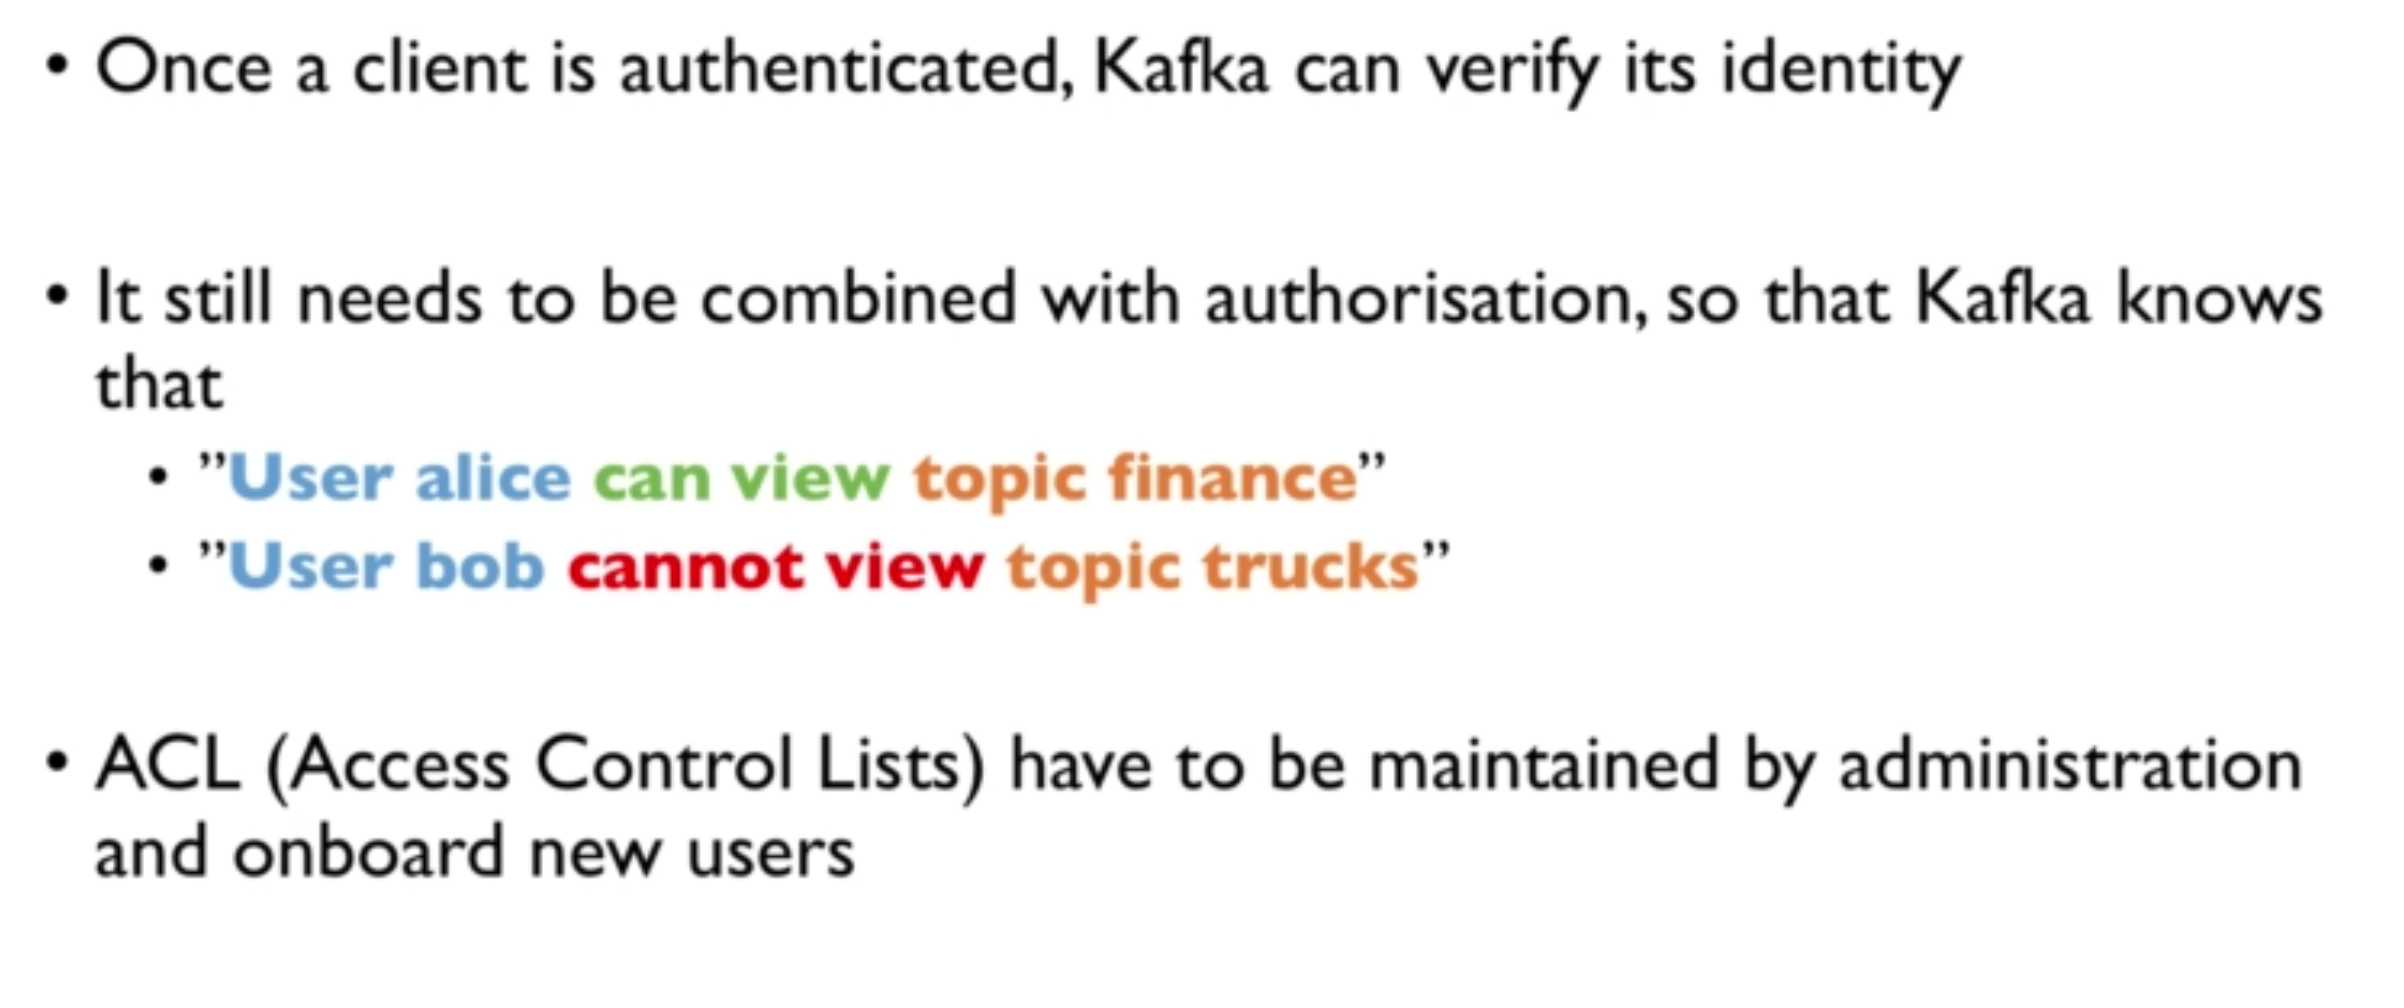 • Once a client is authenticated, Kafka can verify its identity
• It still needs to be combined with authorisation, so that Kafka knows
that
• ”User alice can view topic finance”
• ”User bob cannot view topic trucks”
• ACL (Access Control Lists) have to be maintained by administration
and onboard new users